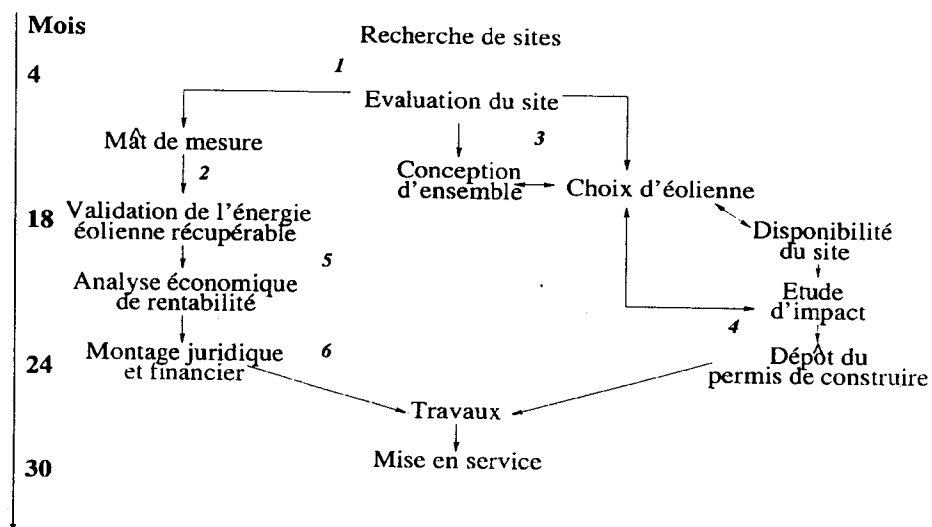 Mois
Recherche de sites
1
4
Evaluation du site
Mât de mesure
3
2
Conception
d'ensemble
Choix d'éolienne
18
Validation de l'énergie
éolienne récupérable
Disponibilité
du site
5
Analyse économique
de rentabilité
Etude
d'impact
4
Montage juridique
et financier
6
24
Dépôt du
permis de construire
Travaux
Mise en service
30